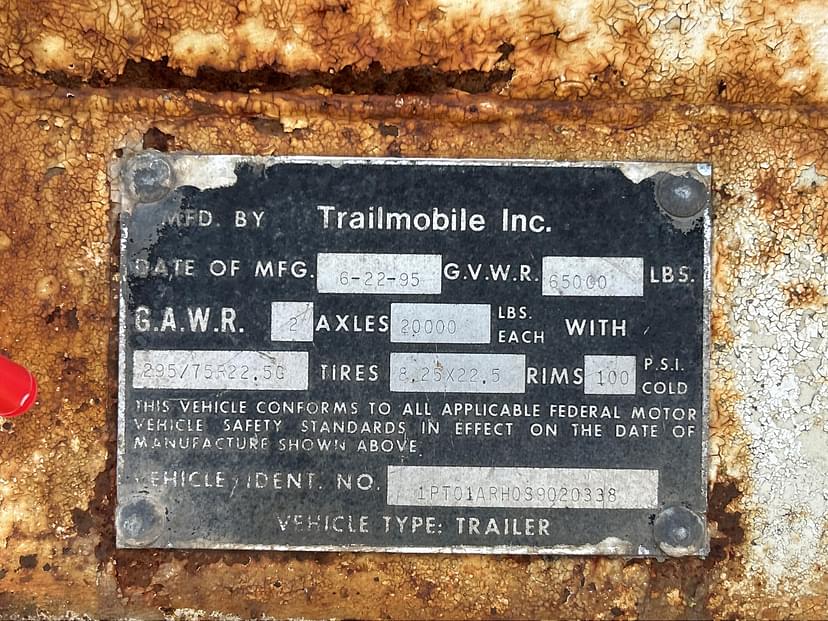 MFD. BY Trailmobile Inc.
DATE OF MFG. 6-22-95 G.V.W.R. 65000 LBS.
G.A.W.R. 2 AXLES 20000 LBS. EACH WITH
295/75R22.5G TIRES 8.25X22.5 RIMS 100 P.S.I. COLD
THIS VEHICLE CONFORMS TO ALL APPLICABLE FEDERAL MOTOR
VEHICLE SAFETY STANDARDS IN EFFECT ON THE DATE OF
MANUFACTURE SHOWN ABOVE.
VEHICLE IDENT. NO. 1PT01ARH0S9020338
VEHICLE TYPE: TRAILER